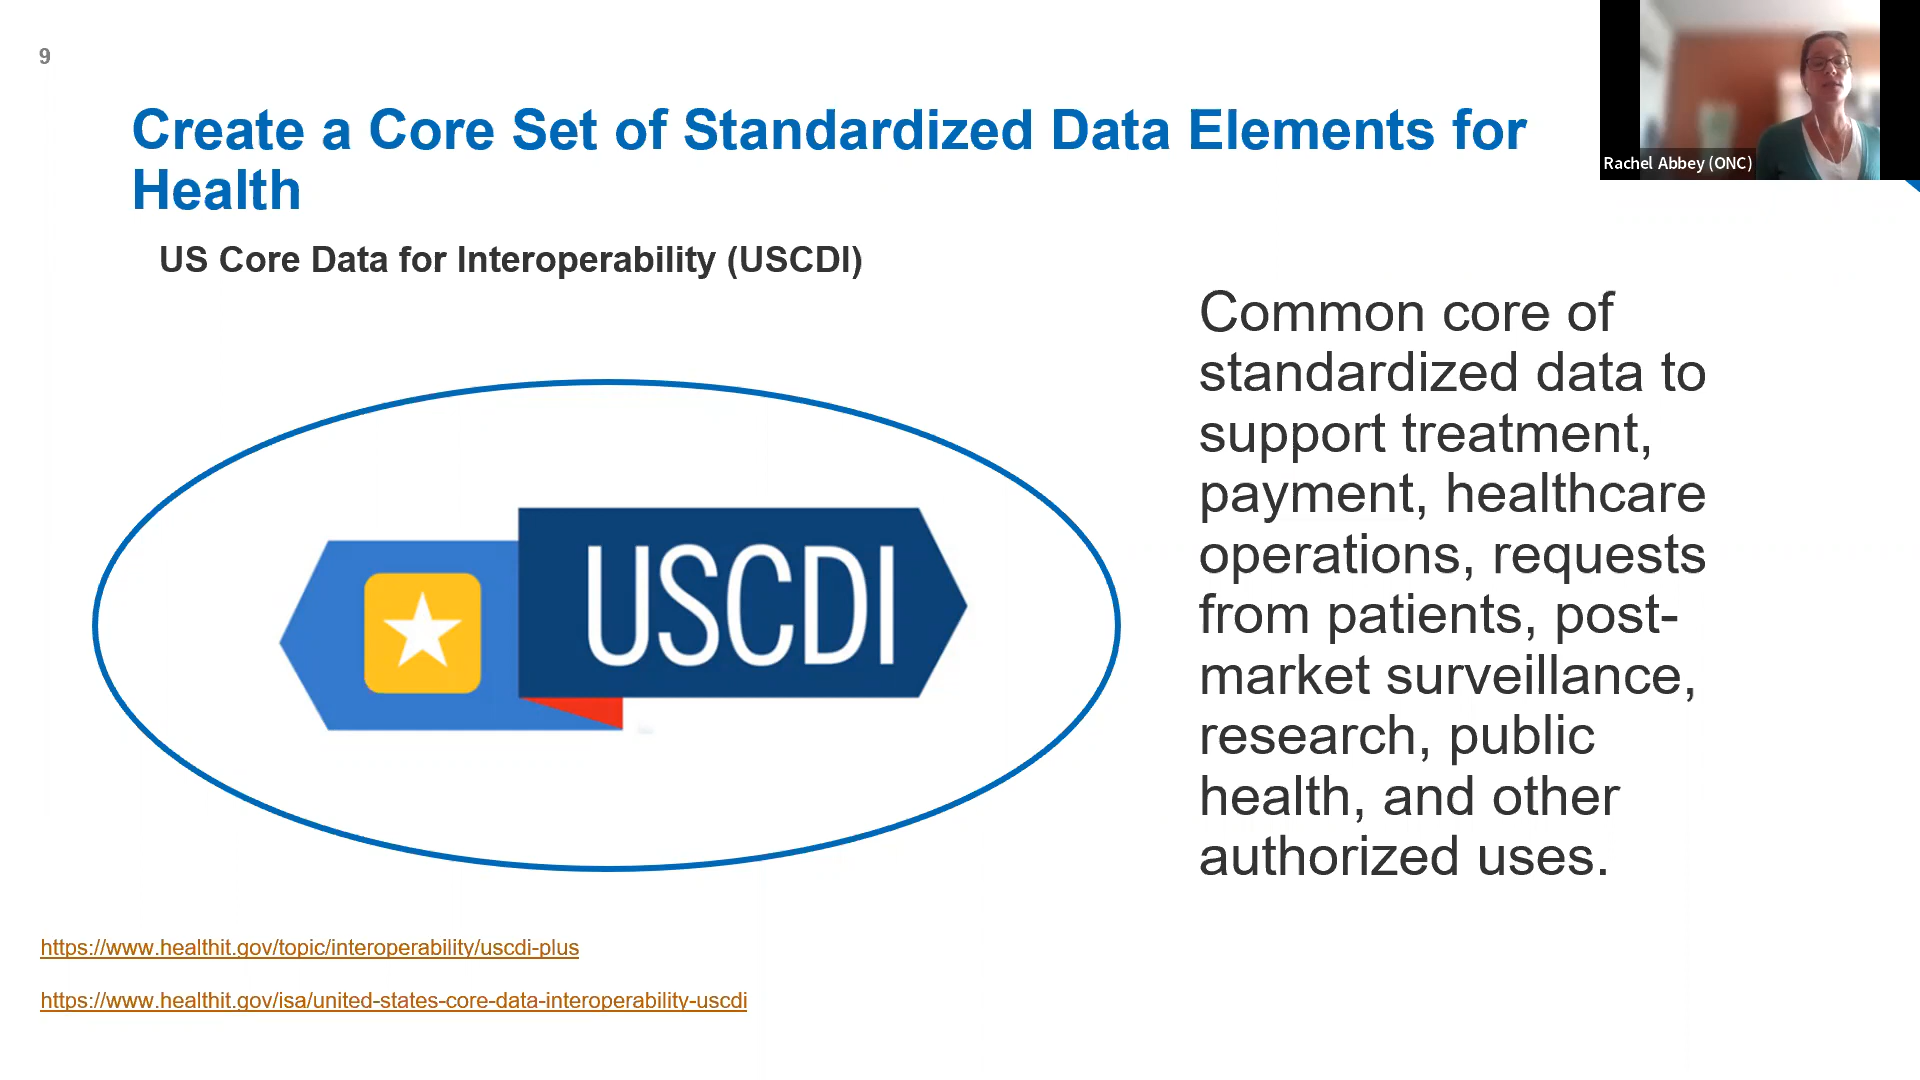 9
Create a Core Set of Standardized Data Elements for
Health
US Core Data for Interoperability (USCDI)
USCDI
Common core of
standardized data to
support treatment,
payment, healthcare
operations, requests
from patients, post-
market surveillance,
research, public
health, and other
authorized uses.
https://www.healthit.gov/topic/interoperability/uscdi-plus
https://www.healthit.gov/isa/united-states-core-data-interoperability-uscdi
Rachel Abbey (ONC)